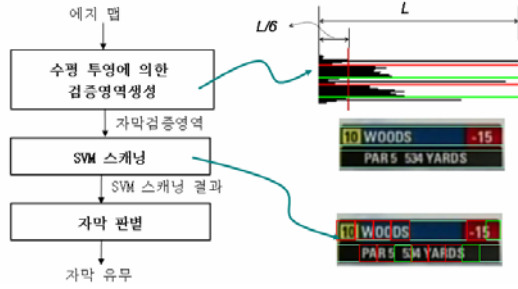 에지 맵
수평 투영에 의한
검증영역생성
자막검증영역
SVM 스캐닝
SVM 스캐닝 결과
자막 판별
자막 유무
L
L/6
10 WOODS -15
PAR 5 534 YARDS
10 WOODS -15
PAR 5 534 YARDS